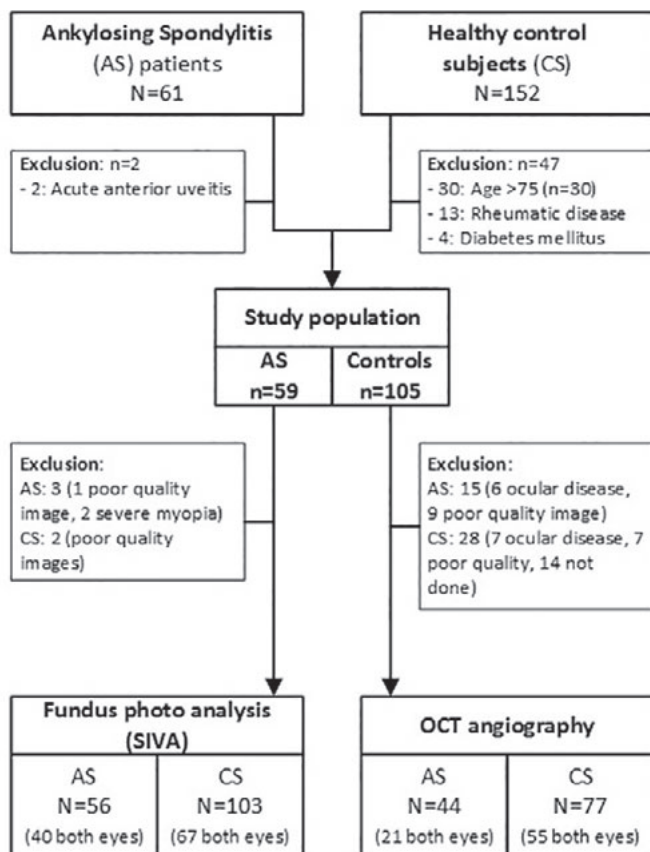 Ankylosing Spondylitis
(AS) patients
N=61
Healthy control
subjects (CS)
N=152
Exclusion: n=2
- 2: Acute anterior uveitis
Exclusion: n=47
- 30: Age >75 (n=30)
- 13: Rheumatic disease
- 4: Diabetes mellitus
Study population
AS
n=59
Controls
n=105
Exclusion:
AS: 3 (1 poor quality
image, 2 severe myopia)
CS: 2 (poor quality
images)
Exclusion:
AS: 15 (6 ocular disease,
9 poor quality image)
CS: 28 (7 ocular disease, 7
poor quality, 14 not
done)
Fundus photo analysis
(SIVA)
AS
N=56
(40 both eyes)
CS
N=103
(67 both eyes)
OCT angiography
AS
N=44
(21 both eyes)
CS
N=77
(55 both eyes)